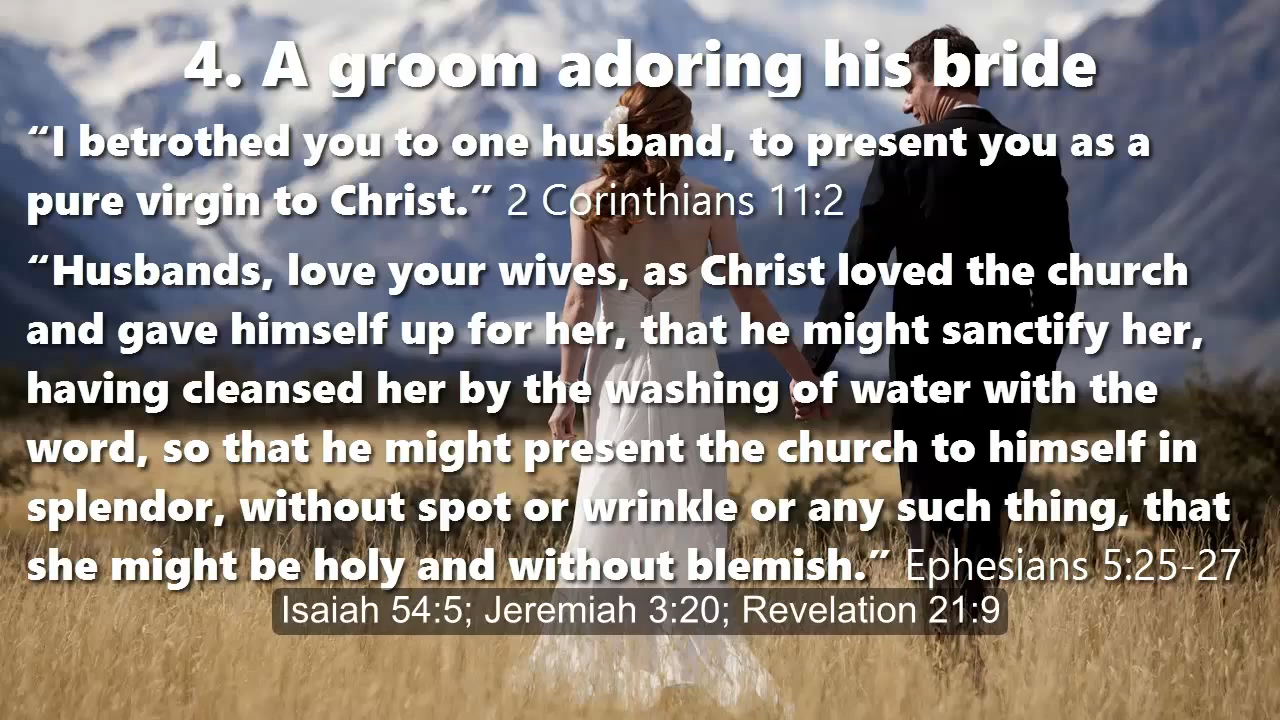 4. A groom adoring his bride
“I betrothed you to one husband, to present you as a
pure virgin to Christ.” 2 Corinthians 11:2
“Husbands, love your wives, as Christ loved the church
and gave himself up for her, that he might sanctify her,
having cleansed her by the washing of water with the
word, so that he might present the church to himself in
splendor, without spot or wrinkle or any such thing, that
she might be holy and without blemish.” Ephesians 5:25-27
Isaiah 54:5; Jeremiah 3:20; Revelation 21:9